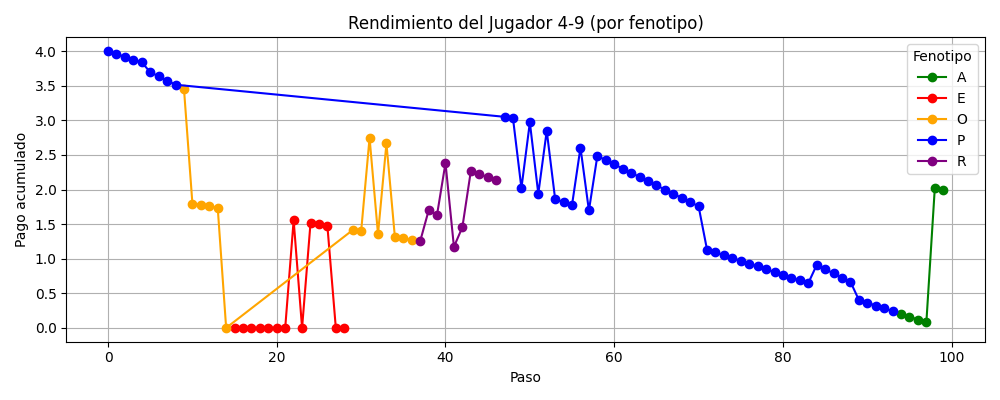 Rendimiento del Jugador 4-9 (por fenotipo)
Pago acumulado
4.0
3.5
3.0
2.5
2.0
1.5
1.0
0.5
0.0
0
20
40
60
80
100
Paso
Fenotipo
A
E
O
P
R